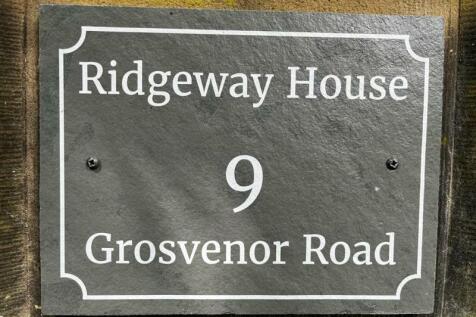 Ridgeway House
9
Grosvenor Road